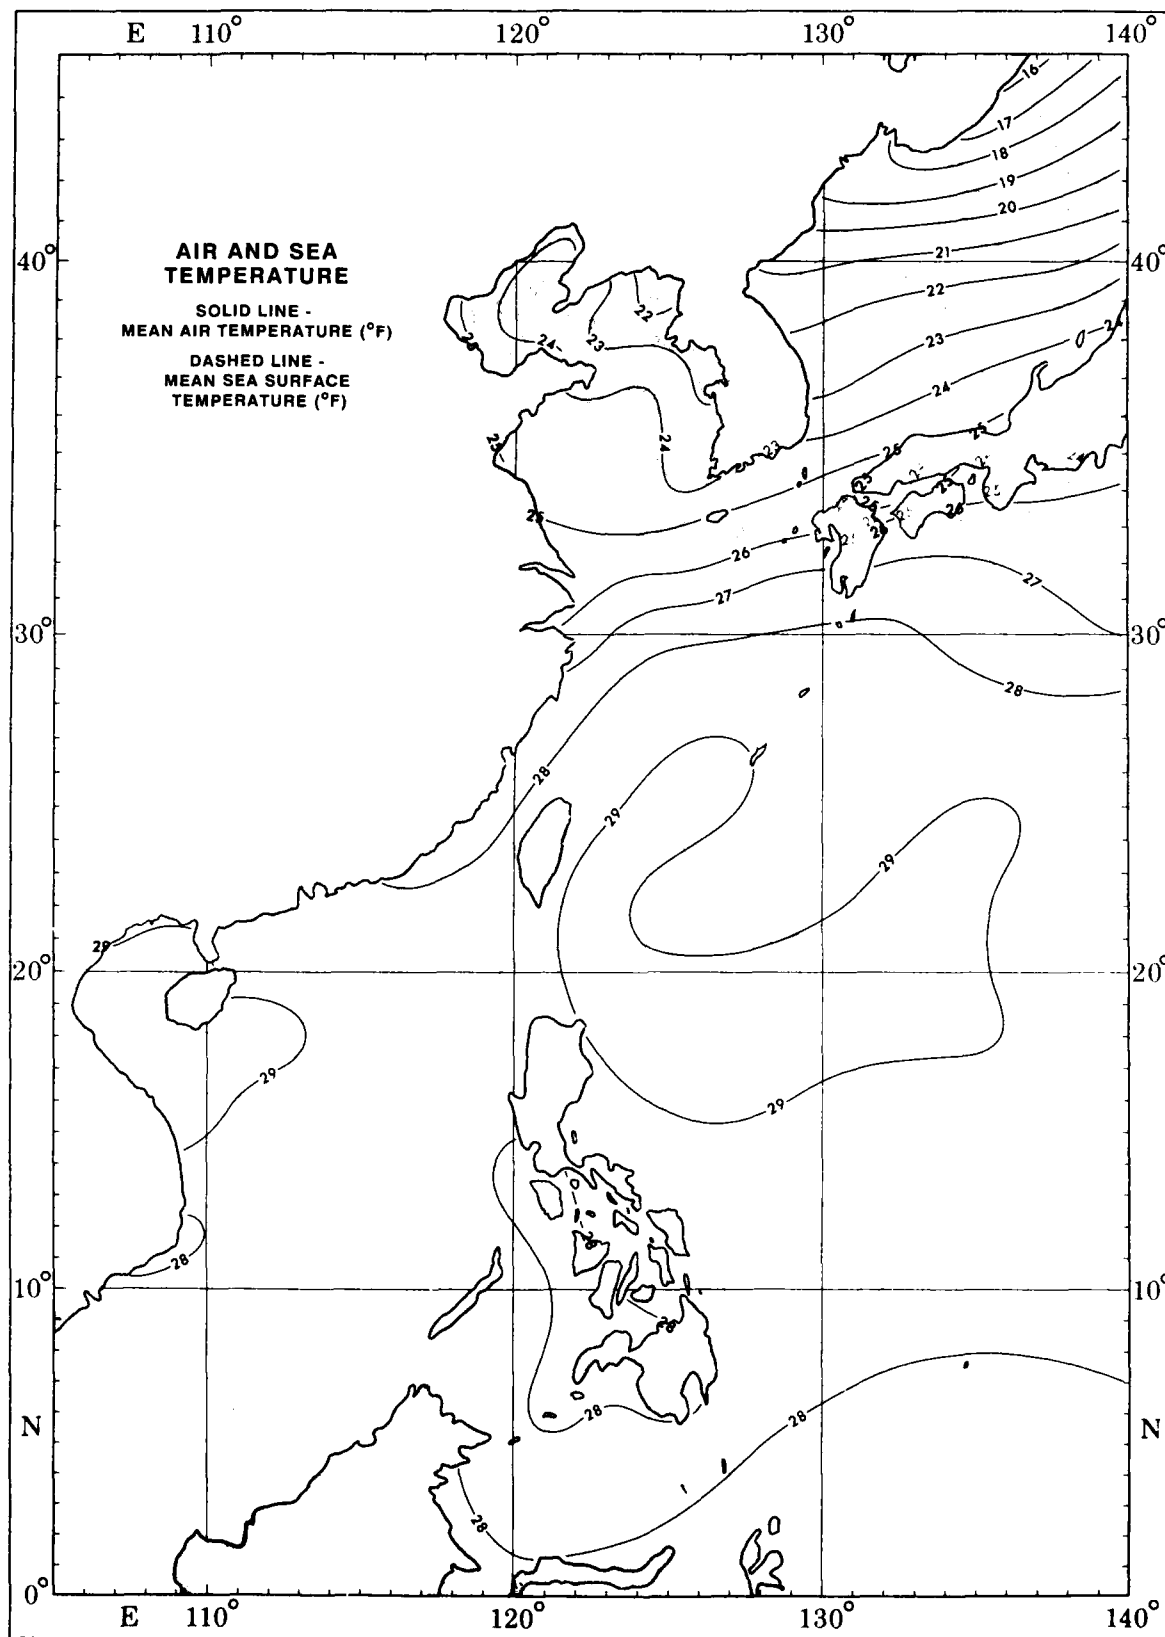 E 110° 120° 130° 140°
16
17
18
19
20
40° 21 40°
AIR AND SEA
TEMPERATURE
SOLID LINE -
MEAN AIR TEMPERATURE (°F)
DASHED LINE -
MEAN SEA SURFACE
TEMPERATURE (°F)
22
22
24 23 23 24
24
25 24 23 25 25
25 25
26 26
26 27 27
30° 30°
28
28
29 29
28
20° 20°
29 29
28
10° 10°
28
N 28 28 N
28
0° 0°
E 110° 120° 130° 140°